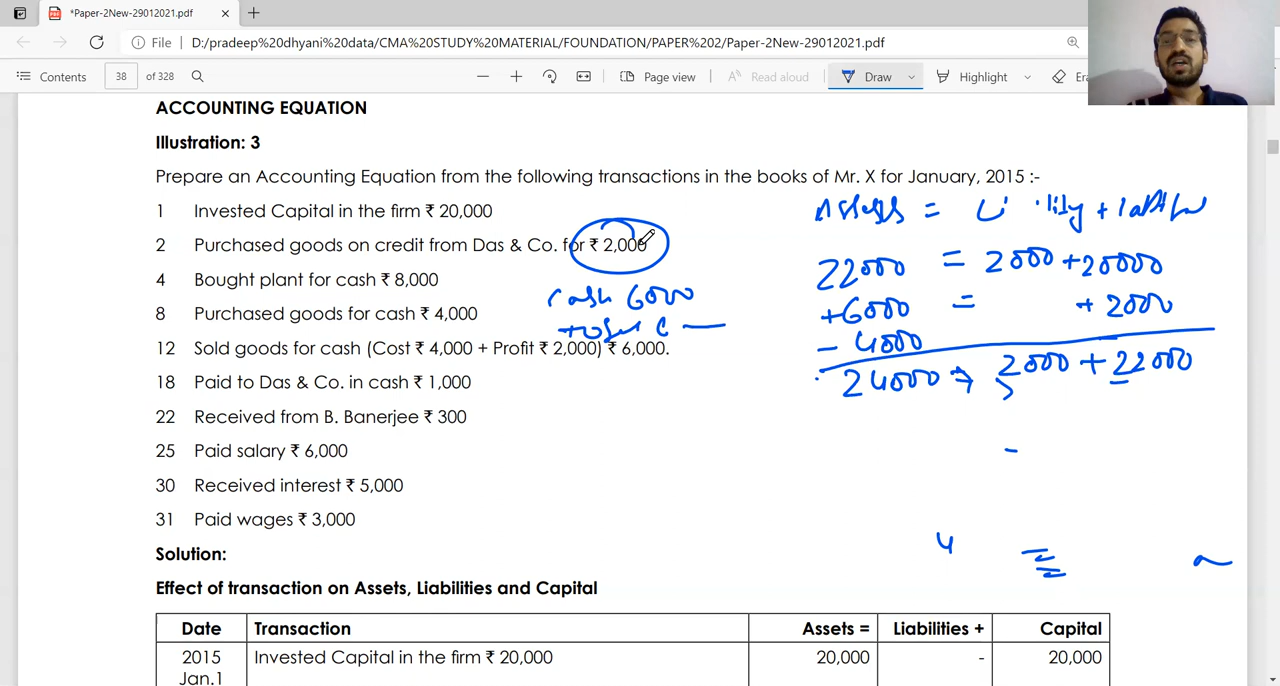 *Paper-2New-29012021.pdf
File D:/pradeep%20dhyani%20data/CMA%20STUDY%20MATERIAL/FOUNDATION/PAPER%202/Paper-2New-29012021.pdf
Contents 38 of 328 Page view Read aloud Draw Highlight Era
ACCOUNTING EQUATION
Illustration: 3
Prepare an Accounting Equation from the following transactions in the books of Mr. X for January, 2015 :-
1 Invested Capital in the firm ₹ 20,000
Assets =
2 Purchased goods on credit from Das & Co. for ₹ 2,000
22000 = 2000 + 20000
4 Bought plant for cash ₹ 8,000
cash 6000
+6000 = + 2000
8 Purchased goods for cash ₹ 4,000
- 4000
12 Sold goods for cash (Cost ₹ 4,000 + Profit ₹ 2,000) ₹ 6,000.
24000 2000 + 22000
18 Paid to Das & Co. in cash ₹ 1,000
22 Received from B. Banerjee ₹ 300
25 Paid salary ₹ 6,000
30 Received interest ₹ 5,000
31 Paid wages ₹ 3,000
Solution:
Effect of transaction on Assets, Liabilities and Capital
Date Transaction Assets = Liabilities + Capital
2015 Invested Capital in the firm ₹ 20,000 20,000 - 20,000
Jan.1